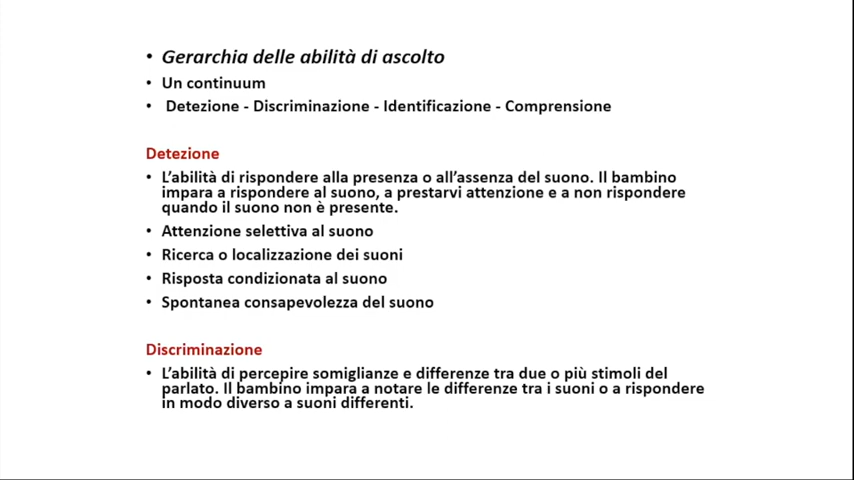 • Gerarchia delle abilità di ascolto
• Un continuum
• Detezione - Discriminazione - Identificazione - Comprensione
Detezione
• L'abilità di rispondere alla presenza o all'assenza del suono. Il bambino
impara a rispondere al suono, a prestarvi attenzione e a non rispondere
quando il suono non è presente.
• Attenzione selettiva al suono
• Ricerca o localizzazione dei suoni
• Risposta condizionata al suono
• Spontanea consapevolezza del suono
Discriminazione
• L'abilità di percepire somiglianze e differenze tra due o più stimoli del
parlato. Il bambino impara a notare le differenze tra i suoni o a rispondere
in modo diverso a suoni differenti.